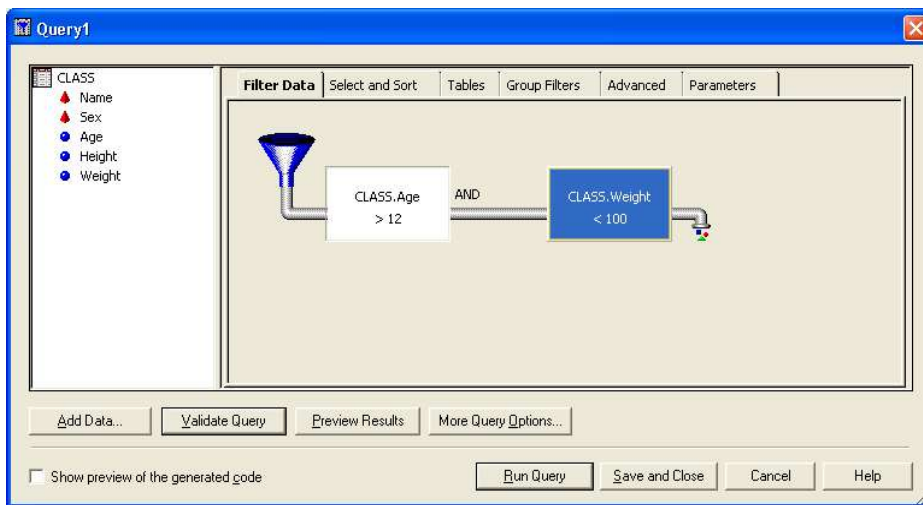 Query1
CLASS
Name
Sex
Age
Height
Weight
Filter Data Select and Sort Tables Group Filters Advanced Parameters
CLASS.Age
> 12
AND
CLASS.Weight
< 100
Add Data... Validate Query Preview Results More Query Options...
Show preview of the generated code
Run Query Save and Close Cancel Help